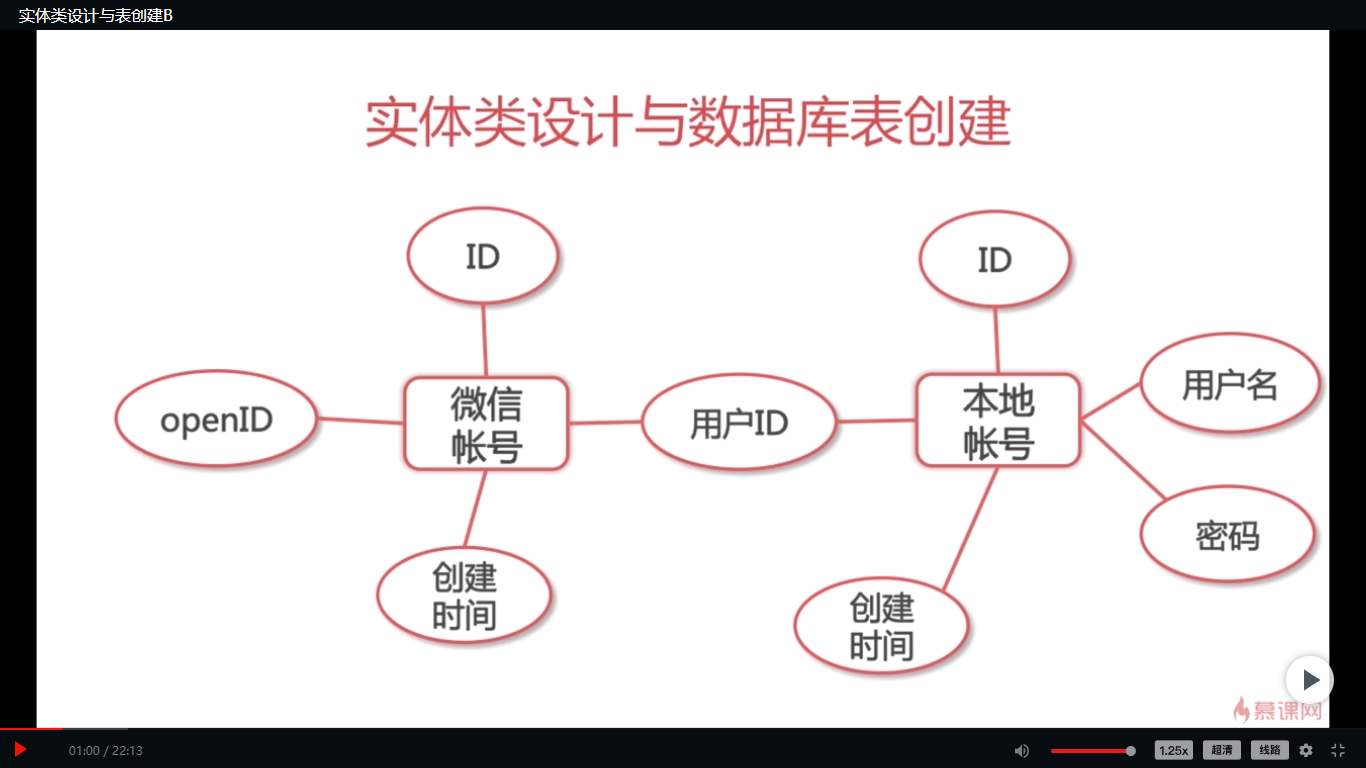 实体类设计与表创建B
实体类设计与数据库表创建
ID
ID
openID
微信
帐号
用户ID
本地
帐号
用户名
密码
创建
时间
创建
时间
慕课网
01:00 / 22:13
1.25x
超清
线路